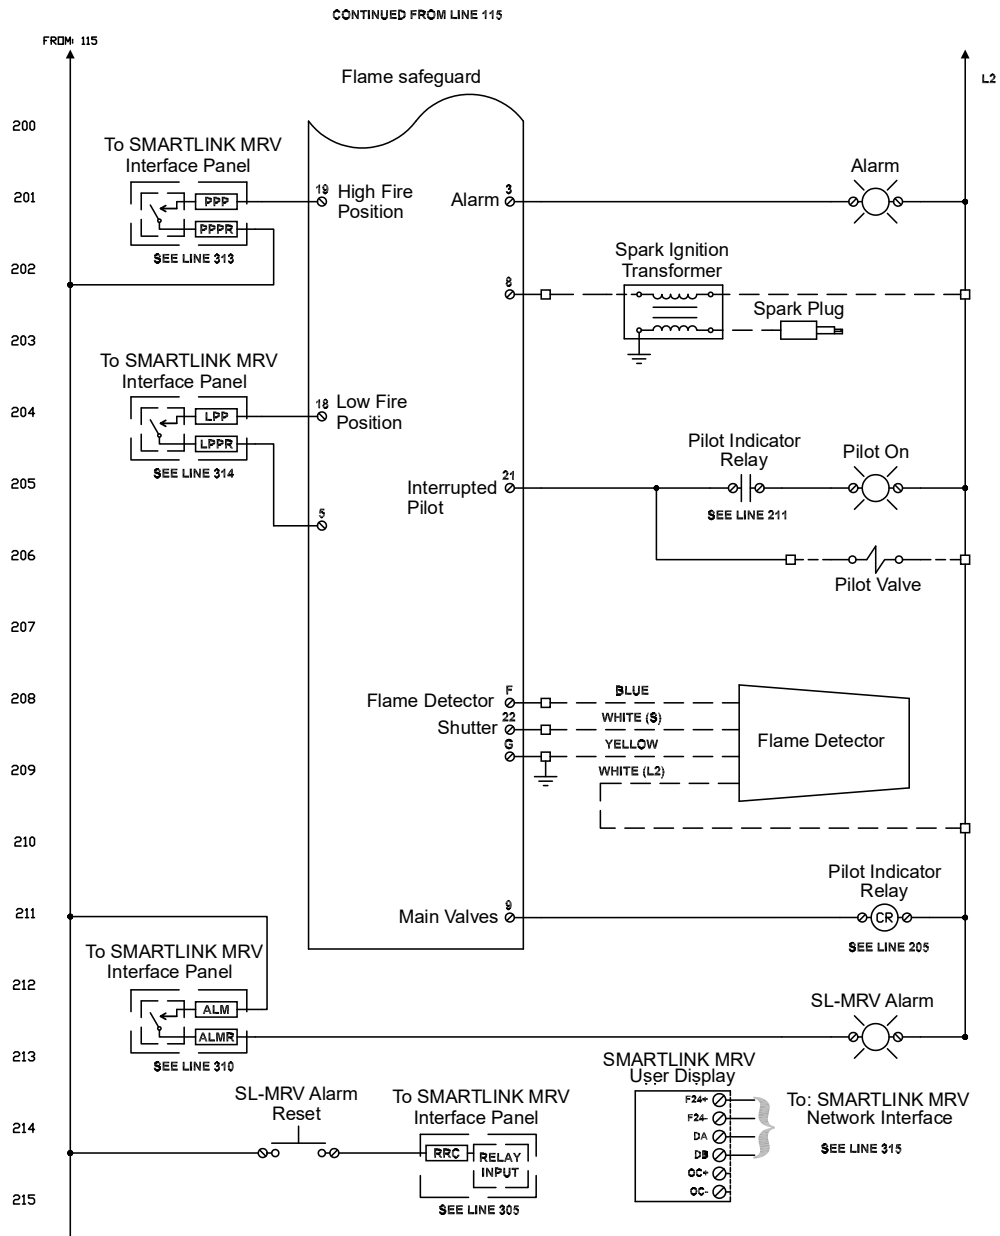 CONTINUED FROM LINE 115
FROM: 115
L2
Flame safeguard
200
To SMARTLINK MRV
Interface Panel
Alarm
201
PPP
19
High Fire
Position
Alarm
3
PPPR
SEE LINE 313
202
8
Spark Ignition
Transformer
Spark Plug
203
To SMARTLINK MRV
Interface Panel
204
LPP
18
Low Fire
Position
LPPR
SEE LINE 314
Pilot Indicator
Relay
Pilot On
205
Interrupted
Pilot
21
SEE LINE 211
5
206
Pilot Valve
207
208
Flame Detector
F
BLUE
Shutter
22
WHITE (S)
G
YELLOW
Flame Detector
209
WHITE (L2)
210
Pilot Indicator
Relay
211
Main Valves
9
CR
SEE LINE 205
To SMARTLINK MRV
Interface Panel
212
ALM
SL-MRV Alarm
ALMR
213
SEE LINE 310
SMARTLINK MRV
User Display
SL-MRV Alarm
Reset
To SMARTLINK MRV
Interface Panel
F24+
F24-
DA
DB
OC+
OC-
To: SMARTLINK MRV
Network Interface
SEE LINE 315
214
RRC
RELAY
INPUT
215
SEE LINE 305